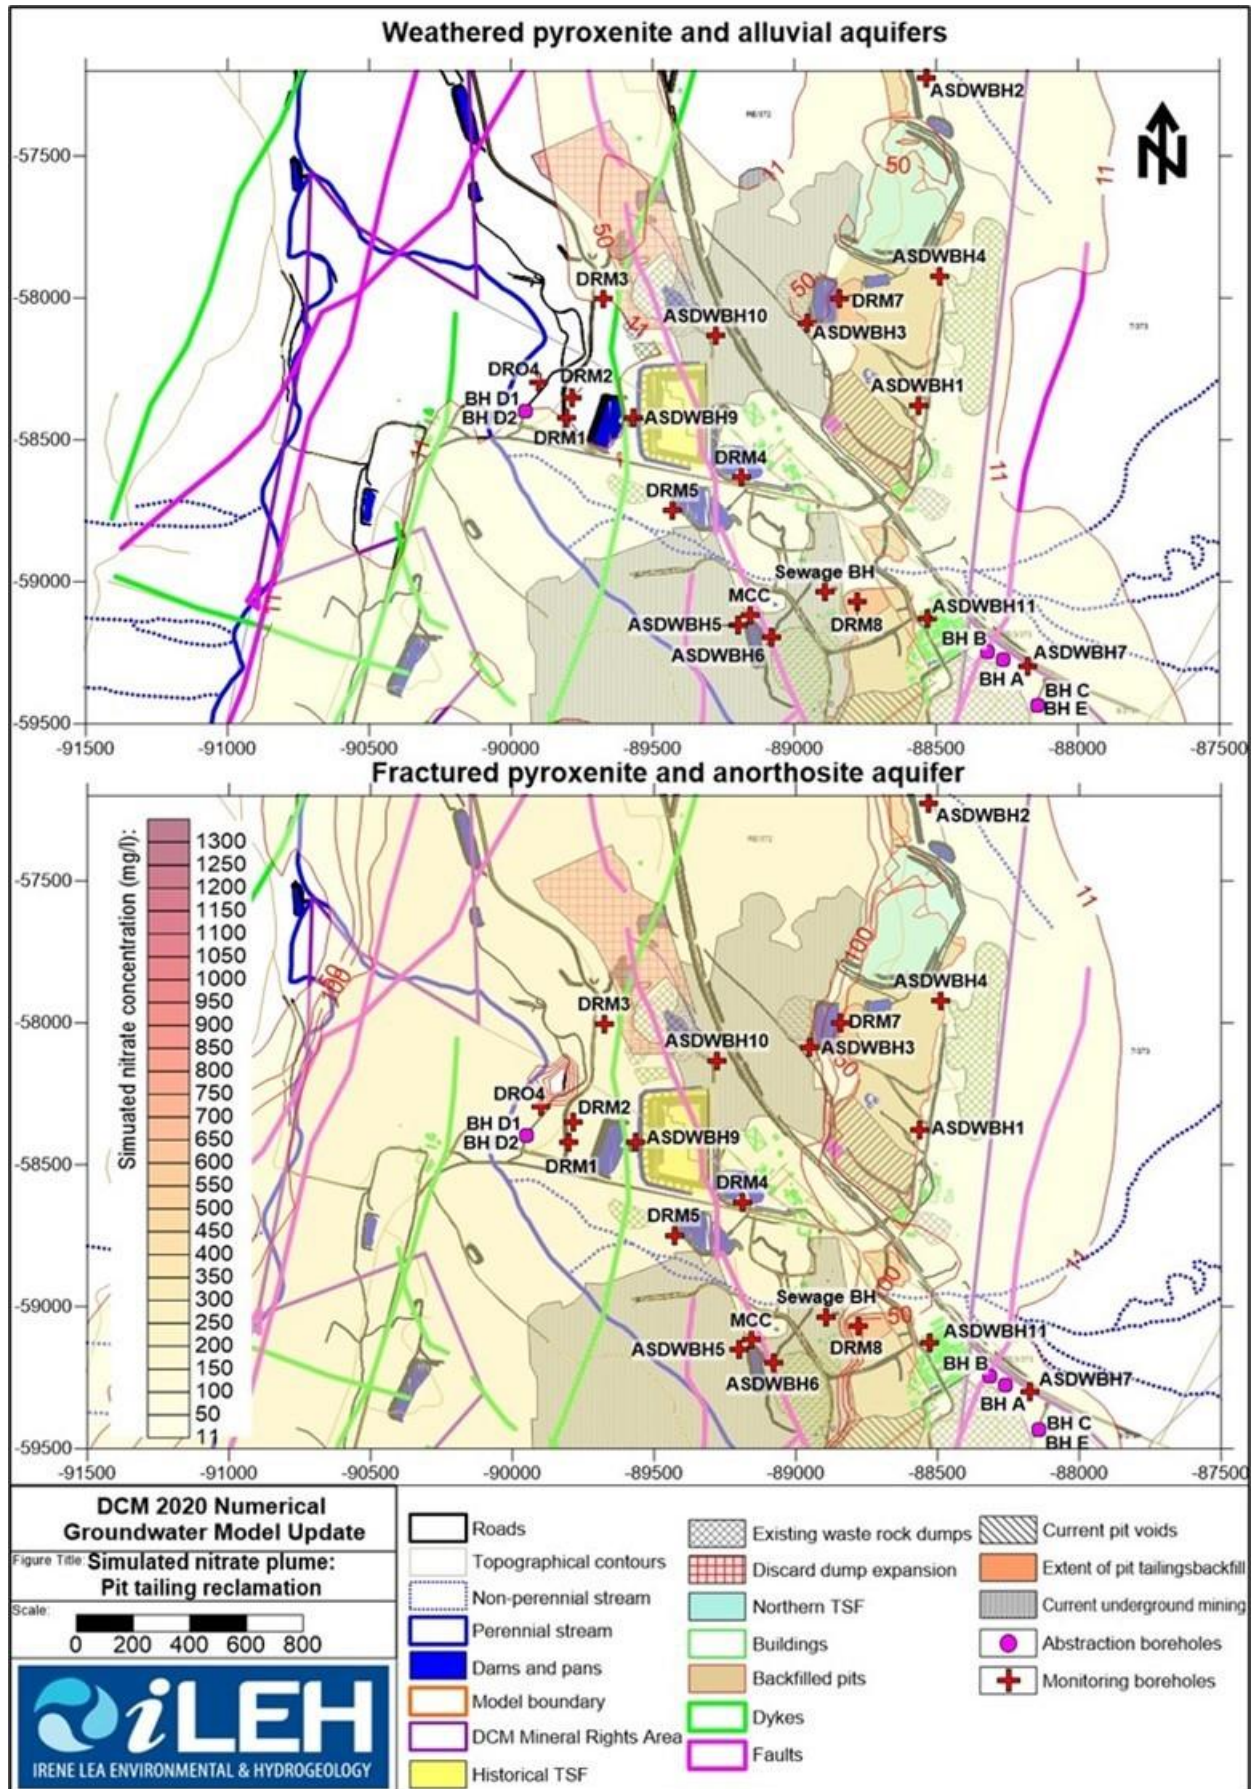 Weathered pyroxenite and alluvial aquifers
ASDWBH2
-57500
11
50
11
50
ASDWBH4
DRM3
50
-58000
DRM7
ASDWBH10
11
ASDWBH3
DRO4
DRM2
BH D1
BH D2
ASDWBH1
ASDWBH9
DRM1
-58500
11
DRM4
11
DRM5
-59000
Sewage BH
MCC
ASDWBH11
ASDWBH5
DRM8
BH B
ASDWBH6
ASDWBH7
BH A
BH C
BH E
-59500
-91500
-91000
-90500
-90000
-89500
-89000
-88500
-88000
-87500
Fractured pyroxenite and anorthosite aquifer
Simuated nitrate concentration (mg/l):
1300
1250
1200
1150
1100
1050
1000
950
900
850
800
750
700
650
600
550
500
450
400
350
300
250
200
150
100
50
11
ASDWBH2
-57500
11
100
50
100
ASDWBH4
-58000
DRM3
DRM7
ASDWBH10
ASDWBH3
50
DRO4
BH D1
BH D2
DRM2
ASDWBH9
ASDWBH1
-58500
DRM1
DRM4
DRM5
11
100
-59000
Sewage BH
50
MCC
ASDWBH11
ASDWBH5
DRM8
BH B
ASDWBH6
ASDWBH7
BH A
BH C
BH E
-59500
-91500
-91000
-90500
-90000
-89500
-89000
-88500
-88000
-87500
DCM 2020 Numerical
Groundwater Model Update
Figure Title: Simulated nitrate plume:
Pit tailing reclamation
Scale:
0 200 400 600 800
iLEH
IRENE LEA ENVIRONMENTAL & HYDROGEOLOGY
Roads
Topographical contours
Non-perennial stream
Perennial stream
Dams and pans
Model boundary
DCM Mineral Rights Area
Historical TSF
Existing waste rock dumps
Discard dump expansion
Northern TSF
Buildings
Backfilled pits
Dykes
Faults
Current pit voids
Extent of pit tailingsbackfill
Current underground mining
Abstraction boreholes
Monitoring boreholes